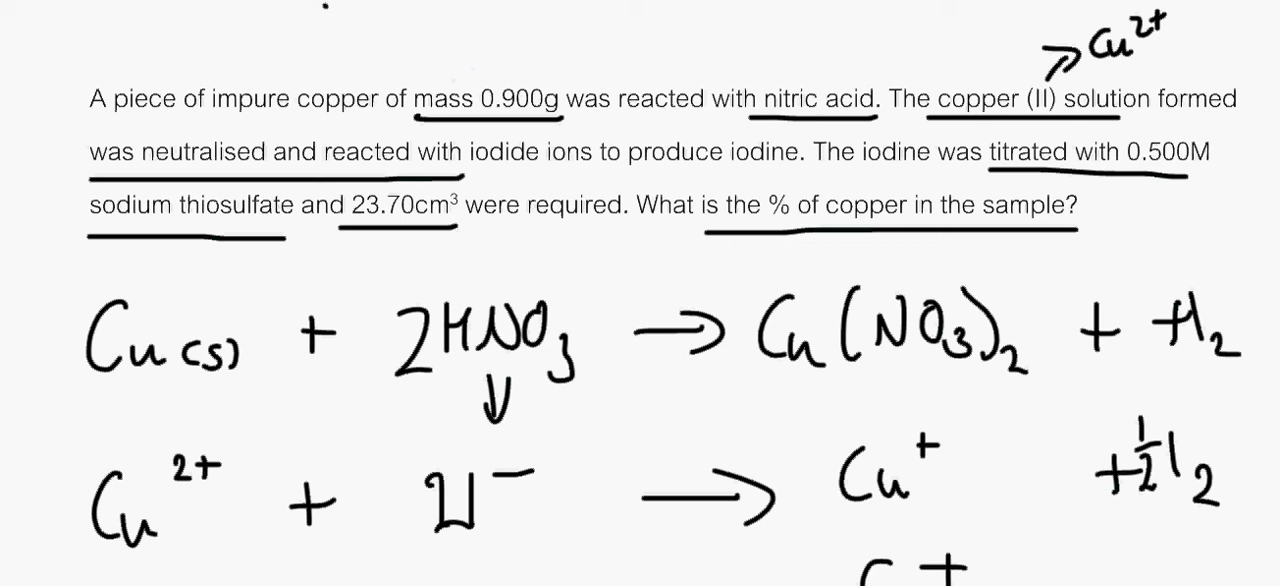 Cu²⁺
A piece of impure copper of mass 0.900g was reacted with nitric acid. The copper (II) solution formed
was neutralised and reacted with iodide ions to produce iodine. The iodine was titrated with 0.500M
sodium thiosulfate and 23.70cm³ were required. What is the % of copper in the sample?
Cu(s) + 2HNO₃ → Cu(NO₃)₂ + H₂
Cu²⁺ + 2I⁻ → Cu⁺ + ½I₂